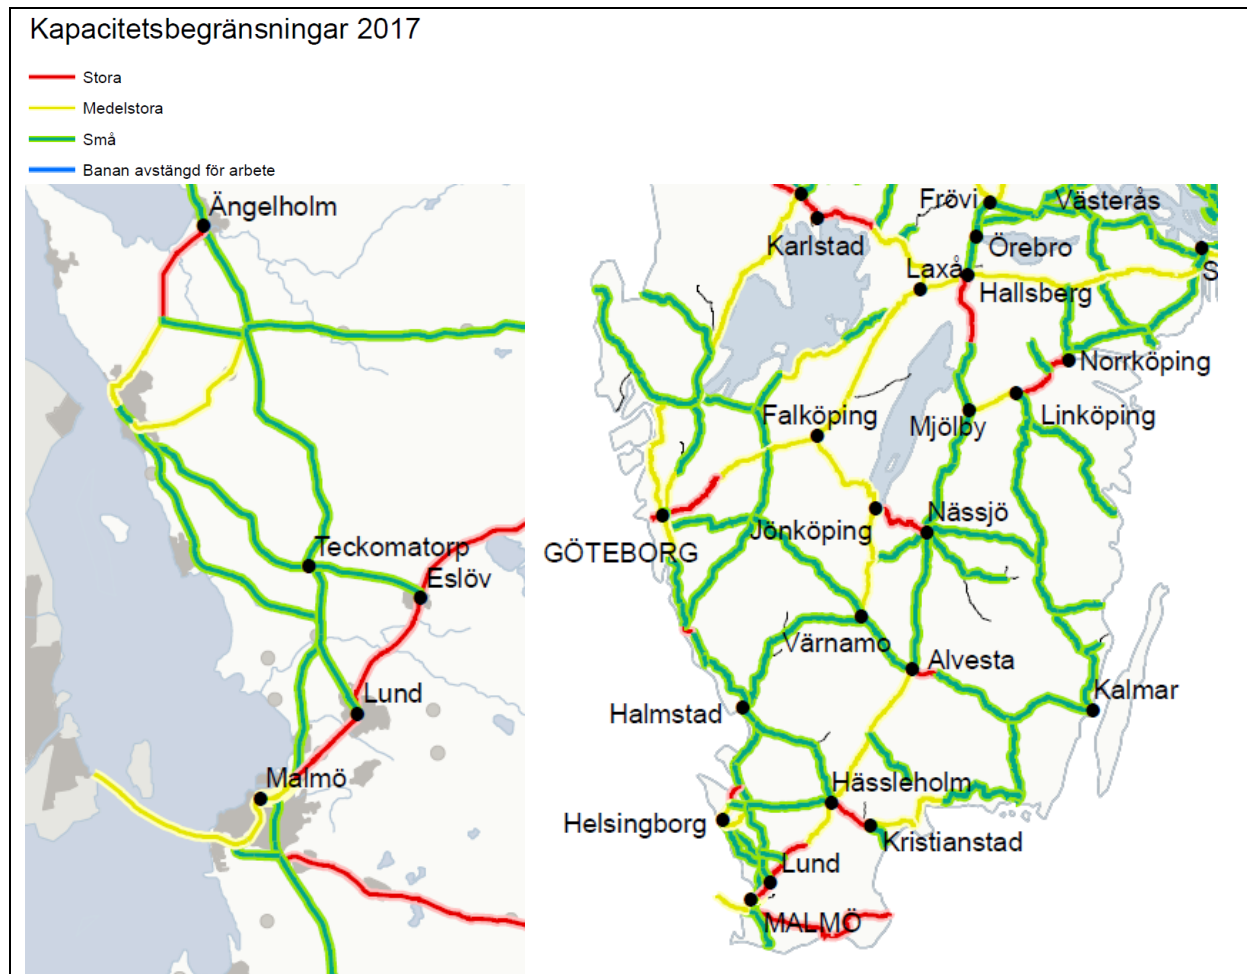 Kapacitetsbegränsningar 2017
Stora
Medelstora
Små
Banan avstängd för arbete
Ängelholm
Teckomatorp
Eslöv
Lund
Malmö
Frövi
Västerås
Karlstad
Örebro
Laxå
S
Hallsberg
Norrköping
Falköping
Mjölby
Linköping
Nässjö
Jönköping
GÖTEBORG
Värnamo
Alvesta
Kalmar
Halmstad
Hässleholm
Helsingborg
Kristianstad
Lund
MALMÖ